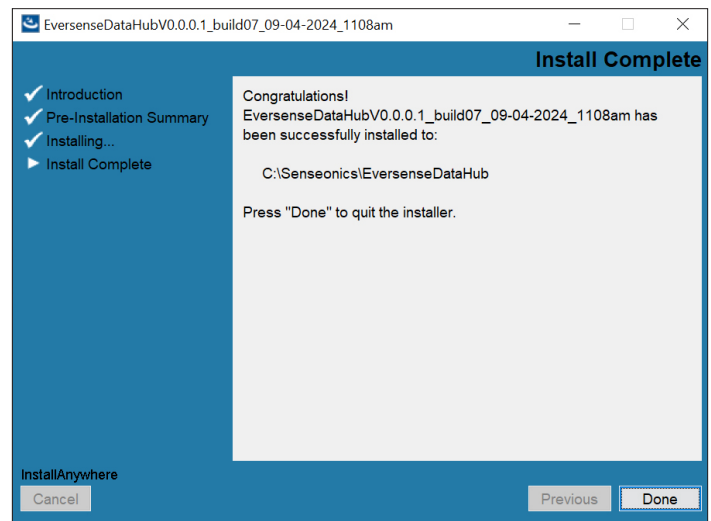 EversenseDataHubV0.0.0.1_build07_09-04-2024_1108am
Install Complete
Introduction
Pre-Installation Summary
Installing...
Install Complete
Congratulations!
EversenseDataHubV0.0.0.1_build07_09-04-2024_1108am has
been successfully installed to:
C:\Senseonics\EversenseDataHub
Press "Done" to quit the installer.
InstallAnywhere
Cancel
Previous
Done